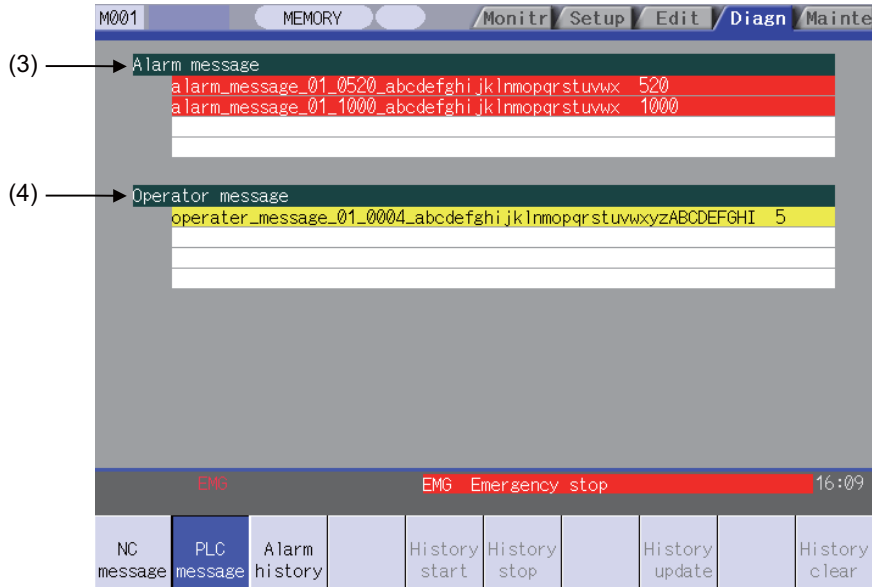 M001 MEMORY Monitr Setup Edit Diagn Mainte
(3) Alarm message
alarm_message_01_0520_abcdefghijklnmopqrstuvwx 520
alarm_message_01_1000_abcdefghijklnmopqrstuvwx 1000
(4) Operator message
operater_message_01_0004_abcdefghijklnmopqrstuvwxyzABCDEFGHI 5
EMG EMG Emergency stop 16:09
NC message
PLC message
Alarm history
History start
History stop
History update
History clear